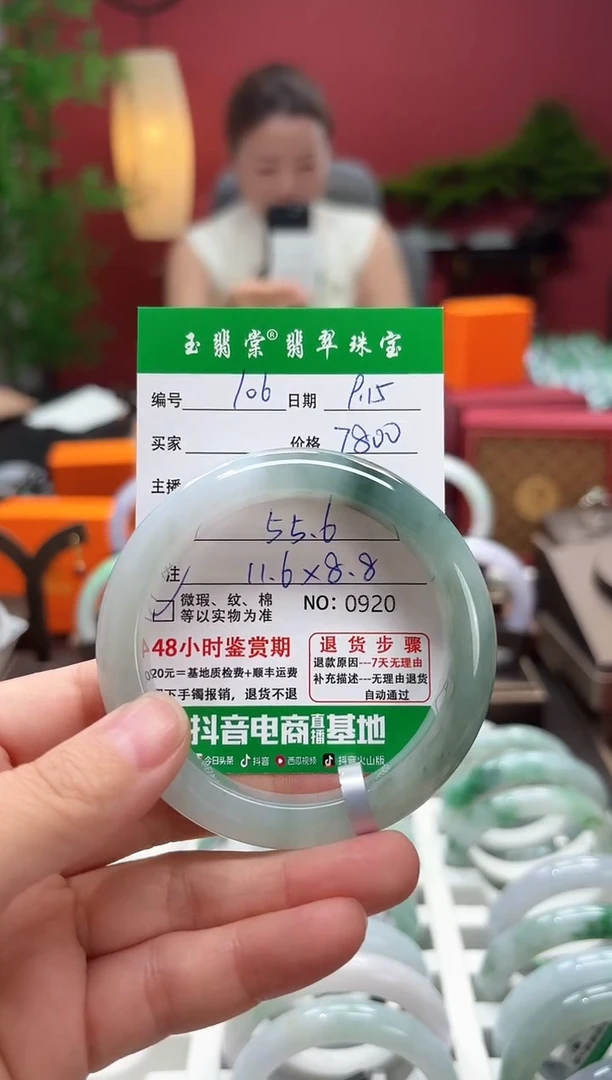 玉翡棠®翡翠珠宝
编号 106 日期 9.15
买家 价格 7800
主播
55.6
注 11.6×8.8
微瑕、纹、棉 NO: 0920
等以实物为准
48小时鉴赏期
20元=基地质检费+顺丰运费
下手镯报销，退货不退
退货步骤
退款原因---7天无理由
补充描述---无理由退货
自动通过
抖音电商直播基地
今日头条 抖音 西瓜视频 抖音火山版